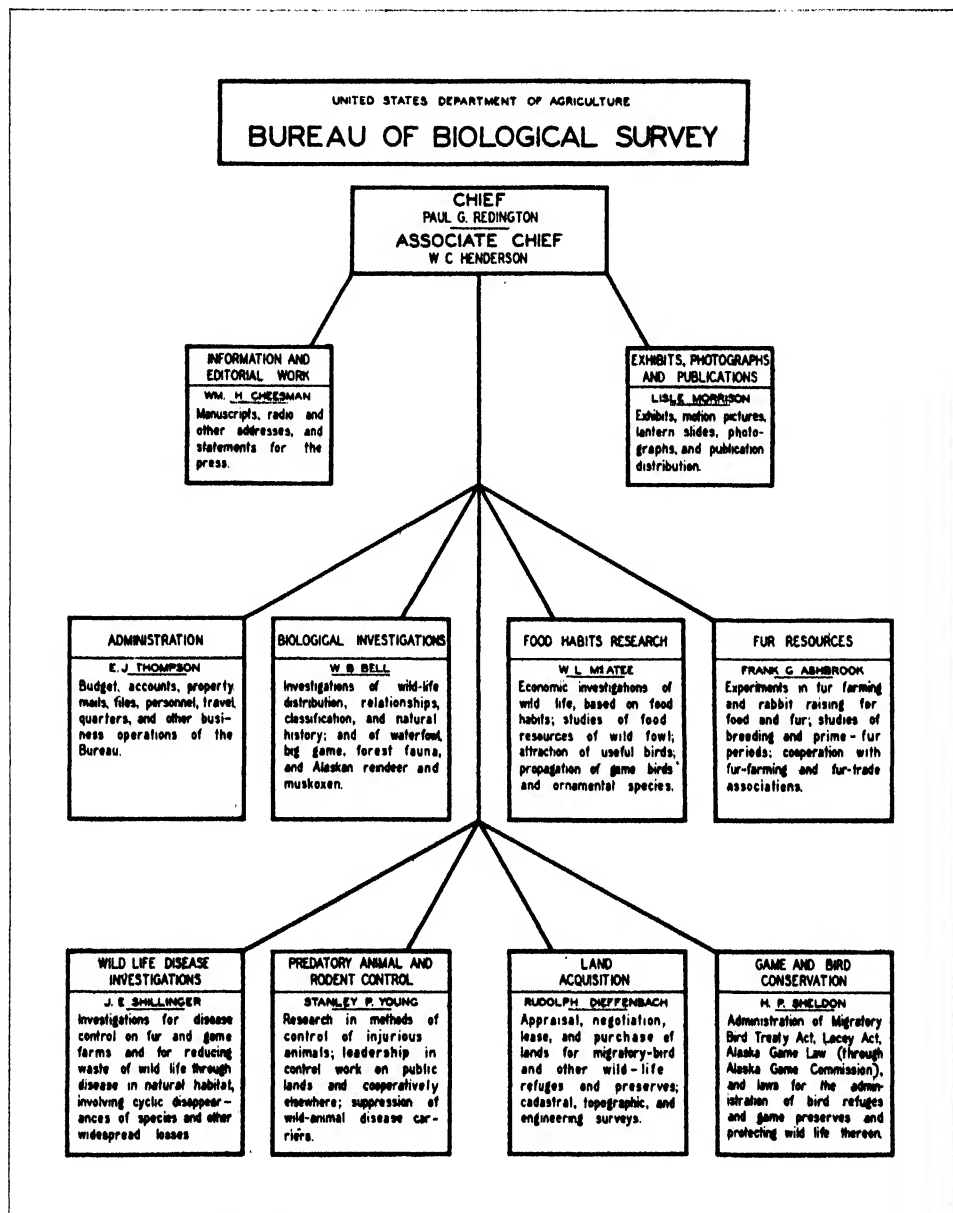 UNITED STATES DEPARTMENT OF AGRICULTURE
BUREAU OF BIOLOGICAL SURVEY
CHIEF
PAUL G. REDINGTON
ASSOCIATE CHIEF
W C HENDERSON
INFORMATION AND
EDITORIAL WORK
WM. H. CHEESMAN
Manuscripts, radio and
other addresses, and
statements for the
press.
EXHIBITS, PHOTOGRAPHS
AND PUBLICATIONS
LISLE MORRISON
Exhibits, motion pictures,
lantern slides, photo-
graphs, and publication
distribution.
ADMINISTRATION
E. J. THOMPSON
Budget, accounts, property
mails, files, personnel, travel,
quarters, and other busi-
ness operations of the
Bureau.
BIOLOGICAL INVESTIGATIONS
W B BELL
Investigations of wild-life
distribution, relationships,
classification, and natural
history; and of waterfowl,
big game, forest fauna,
and Alaskan reindeer and
muskoxen.
FOOD HABITS RESEARCH
W L McATEE
Economic investigations of
wild life, based on food
habits; studies of food
resources of wild fowl;
attraction of useful birds;
propagation of game birds
and ornamental species.
FUR RESOURCES
FRANK G ASHBROOK
Experiments in fur farming
and rabbit raising for
food and fur; studies of
breeding and prime-fur
periods; cooperation with
fur-farming and fur-trade
associations.
WILD LIFE DISEASE
INVESTIGATIONS
J. E SHILLINGER
Investigations for disease
control on fur and game
farms and for reducing
waste of wild life through
disease in natural habitat,
involving cyclic disappear-
ances of species and other
widespread losses
PREDATORY ANIMAL AND
RODENT CONTROL
STANLEY P. YOUNG
Research in methods of
control of injurious
animals; leadership in
control work on public
lands and cooperatively
elsewhere; suppression of
wild-animal disease car-
riers.
LAND
ACQUISITION
RUDOLPH DIEFFENBACH
Appraisal, negotiation,
lease, and purchase of
lands for migratory-bird
and other wild-life
refuges and preserves;
cadastral, topographic, and
engineering surveys.
GAME AND BIRD
CONSERVATION
H. P. SHELDON
Administration of Migratory
Bird Treaty Act, Lacey Act,
Alaska Game Law (through
Alaska Game Commission),
and laws for the admin-
istration of bird refuges
and game preserves and
protecting wild life thereon.